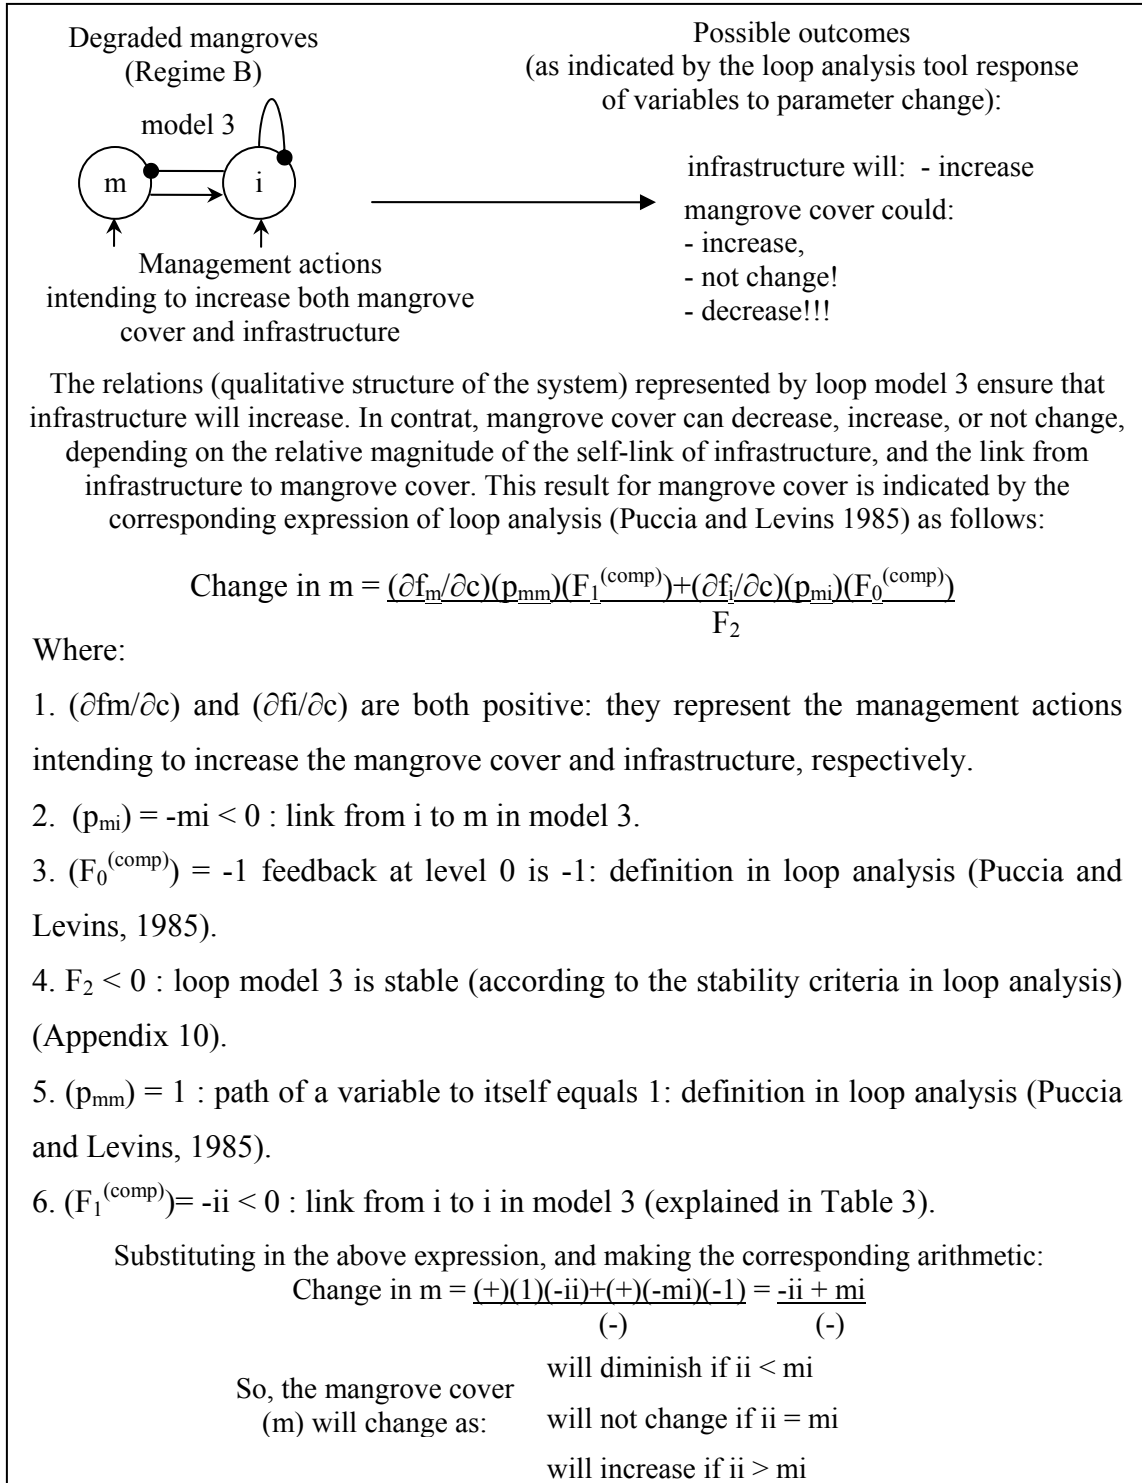 Degraded mangroves
(Regime B)
model 3
m
i
Management actions
intending to increase both mangrove
cover and infrastructure
Possible outcomes
(as indicated by the loop analysis tool response
of variables to parameter change):
infrastructure will:  - increase
mangrove cover could:
- increase,
- not change!
- decrease!!!
The relations (qualitative structure of the system) represented by loop model 3 ensure that
infrastructure will increase. In contrat, mangrove cover can decrease, increase, or not change,
depending on the relative magnitude of the self-link of infrastructure, and the link from
infrastructure to mangrove cover. This result for mangrove cover is indicated by the
corresponding expression of loop analysis (Puccia and Levins 1985) as follows:
Change in m = (∂fₘ/∂c)(pₘₘ)(F₁⁽ᶜᵒᵐᵖ⁾)+(∂fᵢ/∂c)(pₘᵢ)(F₀⁽ᶜᵒᵐᵖ⁾)
F₂
Where:
1. (∂fm/∂c) and (∂fi/∂c) are both positive: they represent the management actions
intending to increase the mangrove cover and infrastructure, respectively.
2.  (pₘᵢ) = -mi < 0 : link from i to m in model 3.
3. (F₀⁽ᶜᵒᵐᵖ⁾) = -1 feedback at level 0 is -1: definition in loop analysis (Puccia and
Levins, 1985).
4. F₂ < 0 : loop model 3 is stable (according to the stability criteria in loop analysis)
(Appendix 10).
5. (pₘₘ) = 1 : path of a variable to itself equals 1: definition in loop analysis (Puccia
and Levins, 1985).
6. (F₁⁽ᶜᵒᵐᵖ⁾)= -ii < 0 : link from i to i in model 3 (explained in Table 3).
Substituting in the above expression, and making the corresponding arithmetic:
Change in m = (+)(1)(-ii)+(+)(-mi)(-1) = -ii + mi
(-) (-)
So, the mangrove cover
(m) will change as:
will diminish if ii < mi
will not change if ii = mi
will increase if ii > mi